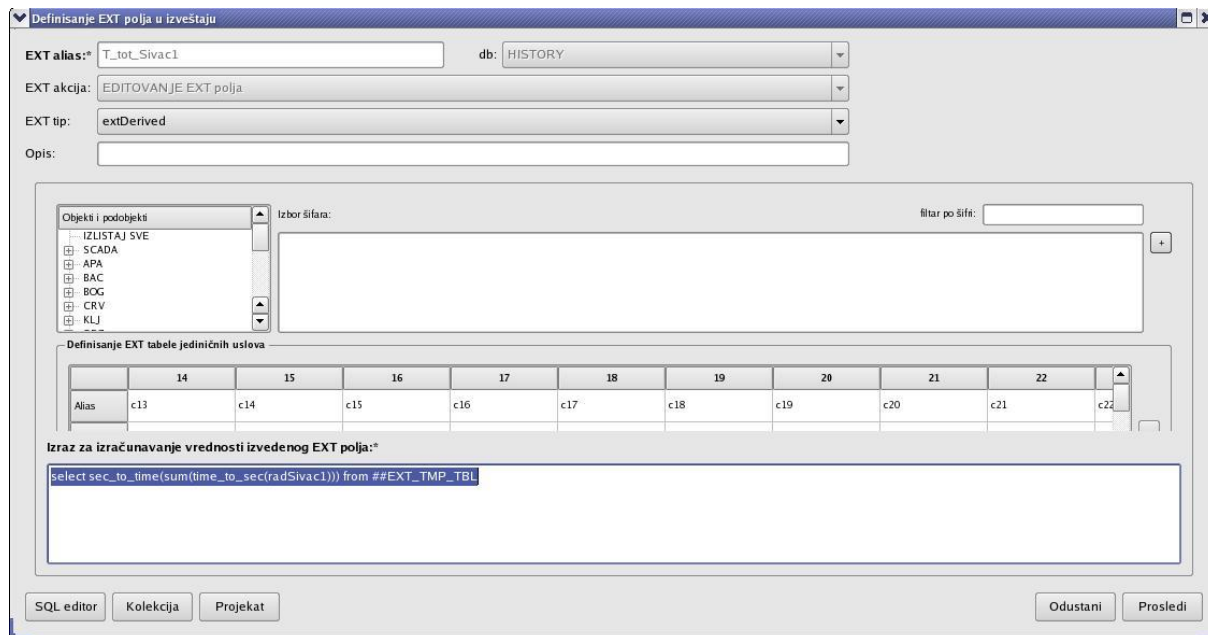 Definisanje EXT polja u izveštaju
EXT alias:* T_tot_Sivac1 db: HISTORY
EXT akcija: EDITOVANJE EXT polja
EXT tip: extDerived
Opis:
Objekti i podobjekti Izbor šifara: filtar po šifri:
IZLISTAJ SVE
SCADA
APA
BAC
BOG
CRV
KLJ
Definisanje EXT tabele jediničnih uslova
14 15 16 17 18 19 20 21 22
Alias c13 c14 c15 c16 c17 c18 c19 c20 c21 c22
Izraz za izračunavanje vrednosti izvedenog EXT polja:*
select sec_to_time(sum(time_to_sec(radSivac1))) from ##EXT_TMP_TBL
SQL editor Kolekcija Projekat Odustani Prosledi